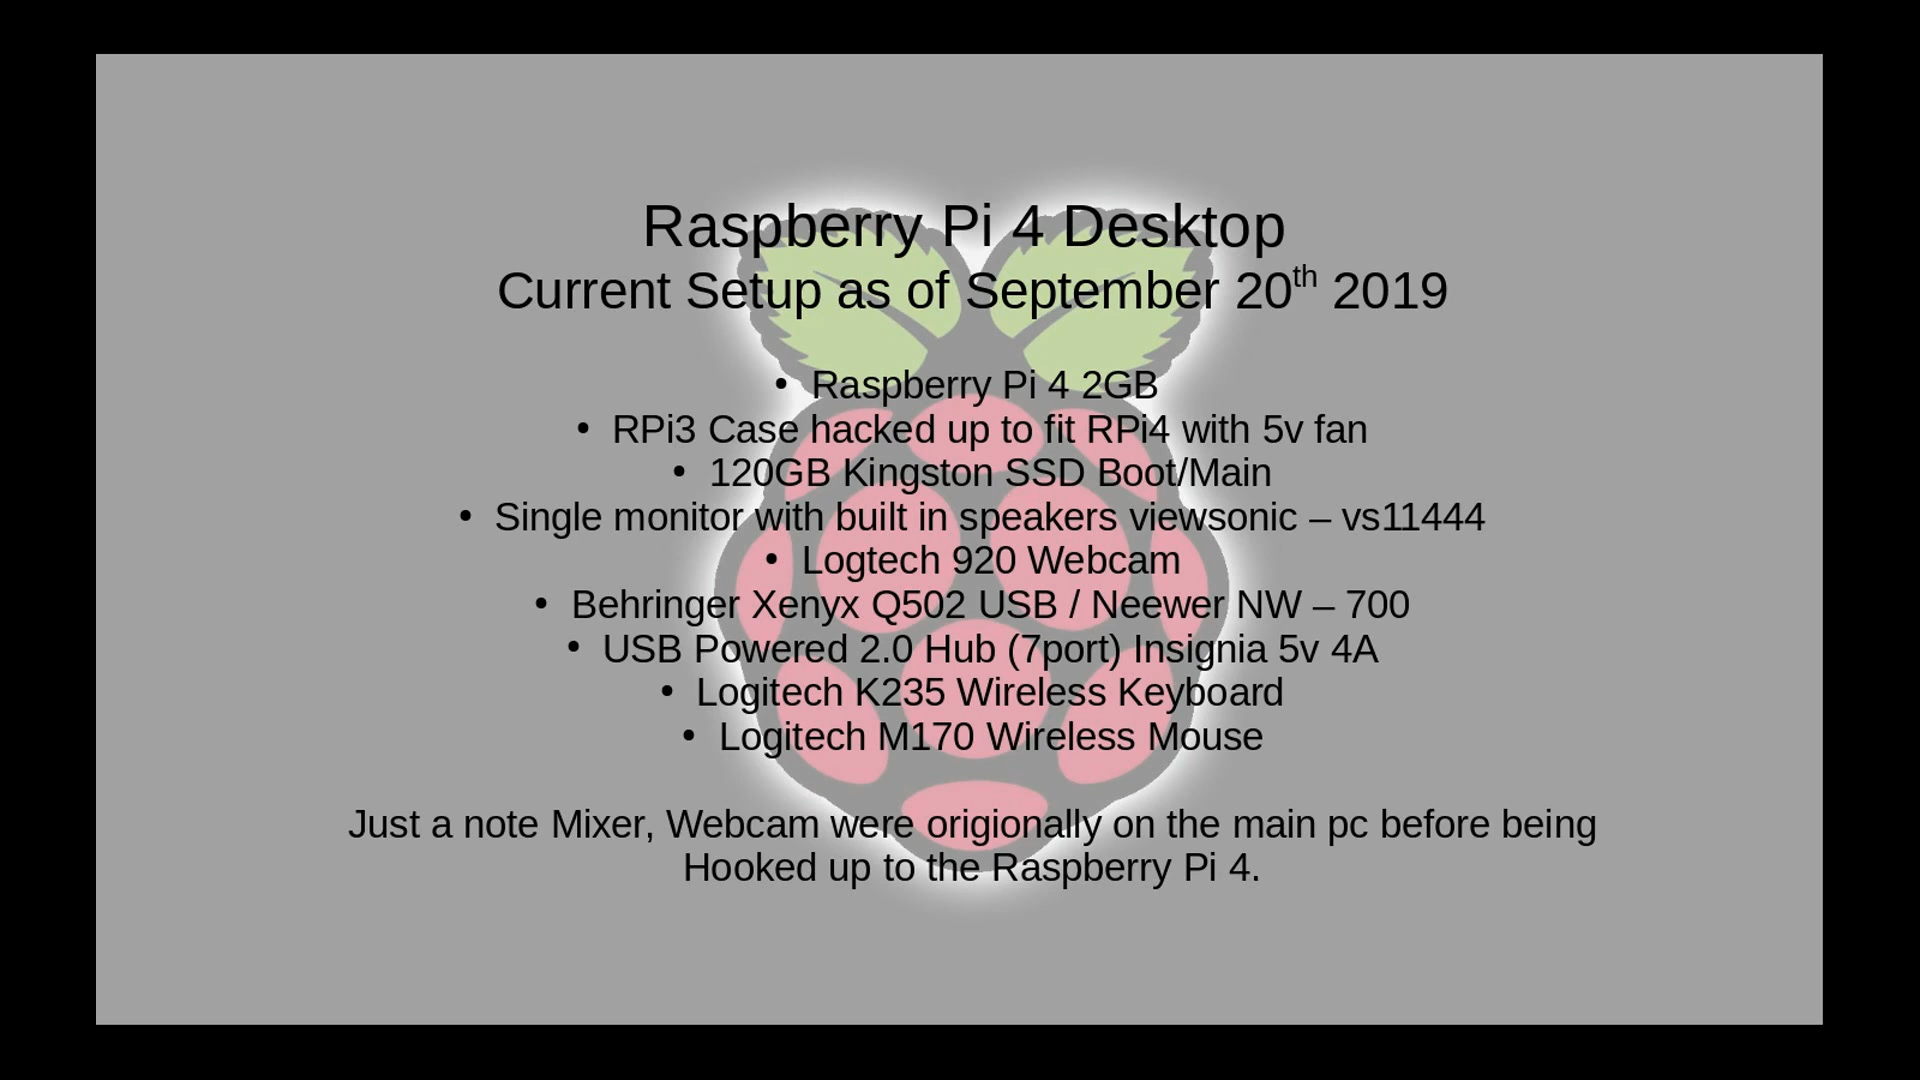 Raspberry Pi 4 Desktop
Current Setup as of September 20th 2019
• Raspberry Pi 4 2GB
• RPi3 Case hacked up to fit RPi4 with 5v fan
• 120GB Kingston SSD Boot/Main
• Single monitor with built in speakers viewsonic – vs11444
• Logtech 920 Webcam
• Behringer Xenyx Q502 USB / Neewer NW – 700
• USB Powered 2.0 Hub (7port) Insignia 5v 4A
• Logitech K235 Wireless Keyboard
• Logitech M170 Wireless Mouse
Just a note Mixer, Webcam were origionally on the main pc before being
Hooked up to the Raspberry Pi 4.